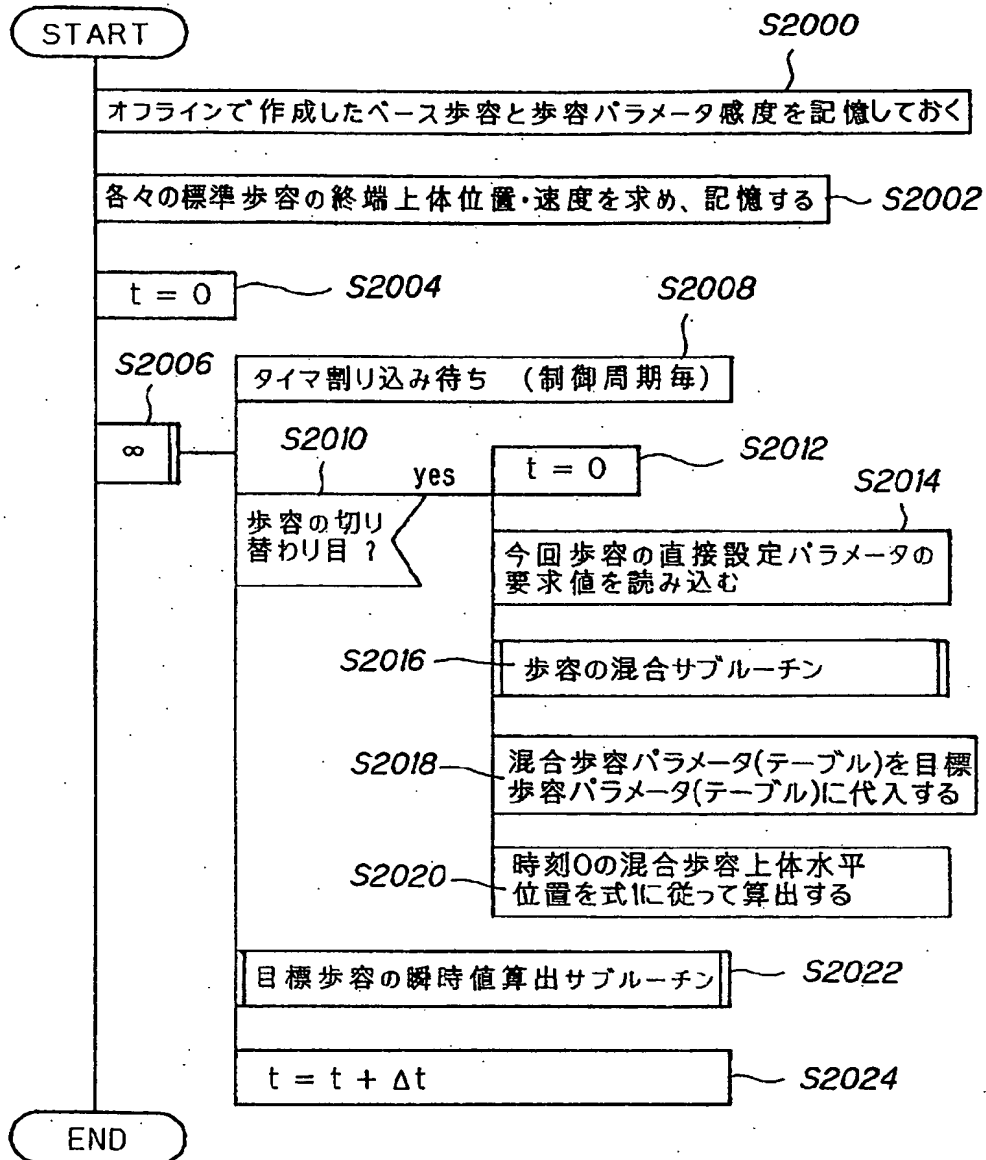 START
S2000
オフラインで作成したベース歩容と歩容パラメータ感度を記憶しておく
各々の標準歩容の終端上体位置・速度を求め、記憶する
S2002
t = 0
S2004
S2008
タイマ割り込み待ち (制御周期毎)
S2006
∞
S2010
yes
歩容の切り
替わり目?
t = 0
S2012
S2014
今回歩容の直接設定パラメータの
要求値を読み込む
S2016
歩容の混合サブルーチン
S2018
混合歩容パラメータ(テーブル)を目標
歩容パラメータ(テーブル)に代入する
S2020
時刻0の混合歩容上体水平
位置を式1に従って算出する
目標歩容の瞬時値算出サブルーチン
S2022
t = t + Δt
S2024
END